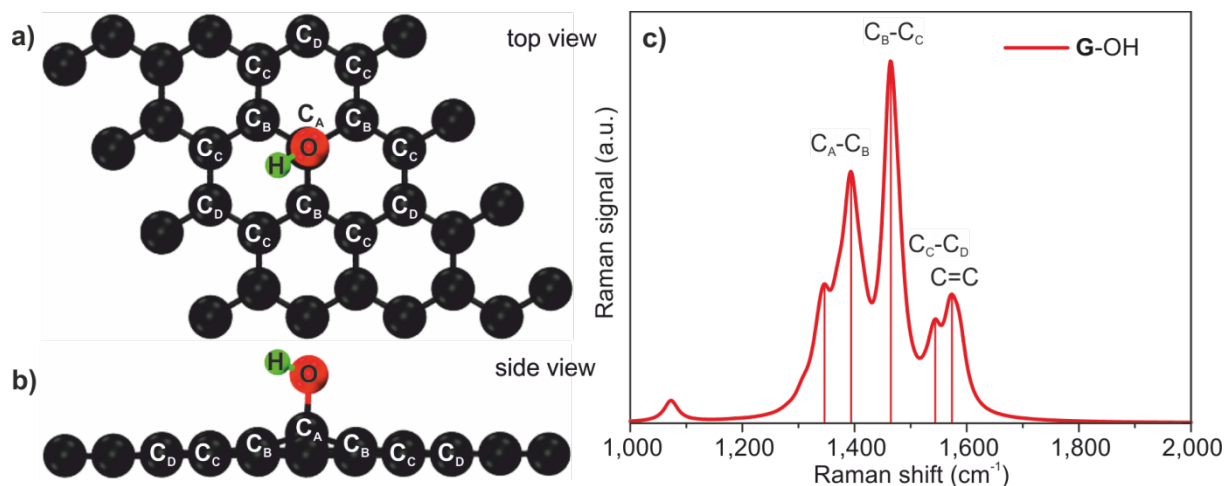 a)
top view
C_D
C_C C_C
C_A
C_B C_B
O
C_C H C_C
C_D C_B C_D
C_C C_C
b)
side view
H O
C_A
C_D C_C C_B C_B C_C C_D
c)
C_B-C_C
G-OH
C_A-C_B
C_C-C_D
C=C
Raman signal (a.u.)
1,000 1,200 1,400 1,600 1,800 2,000
Raman shift (cm⁻¹)